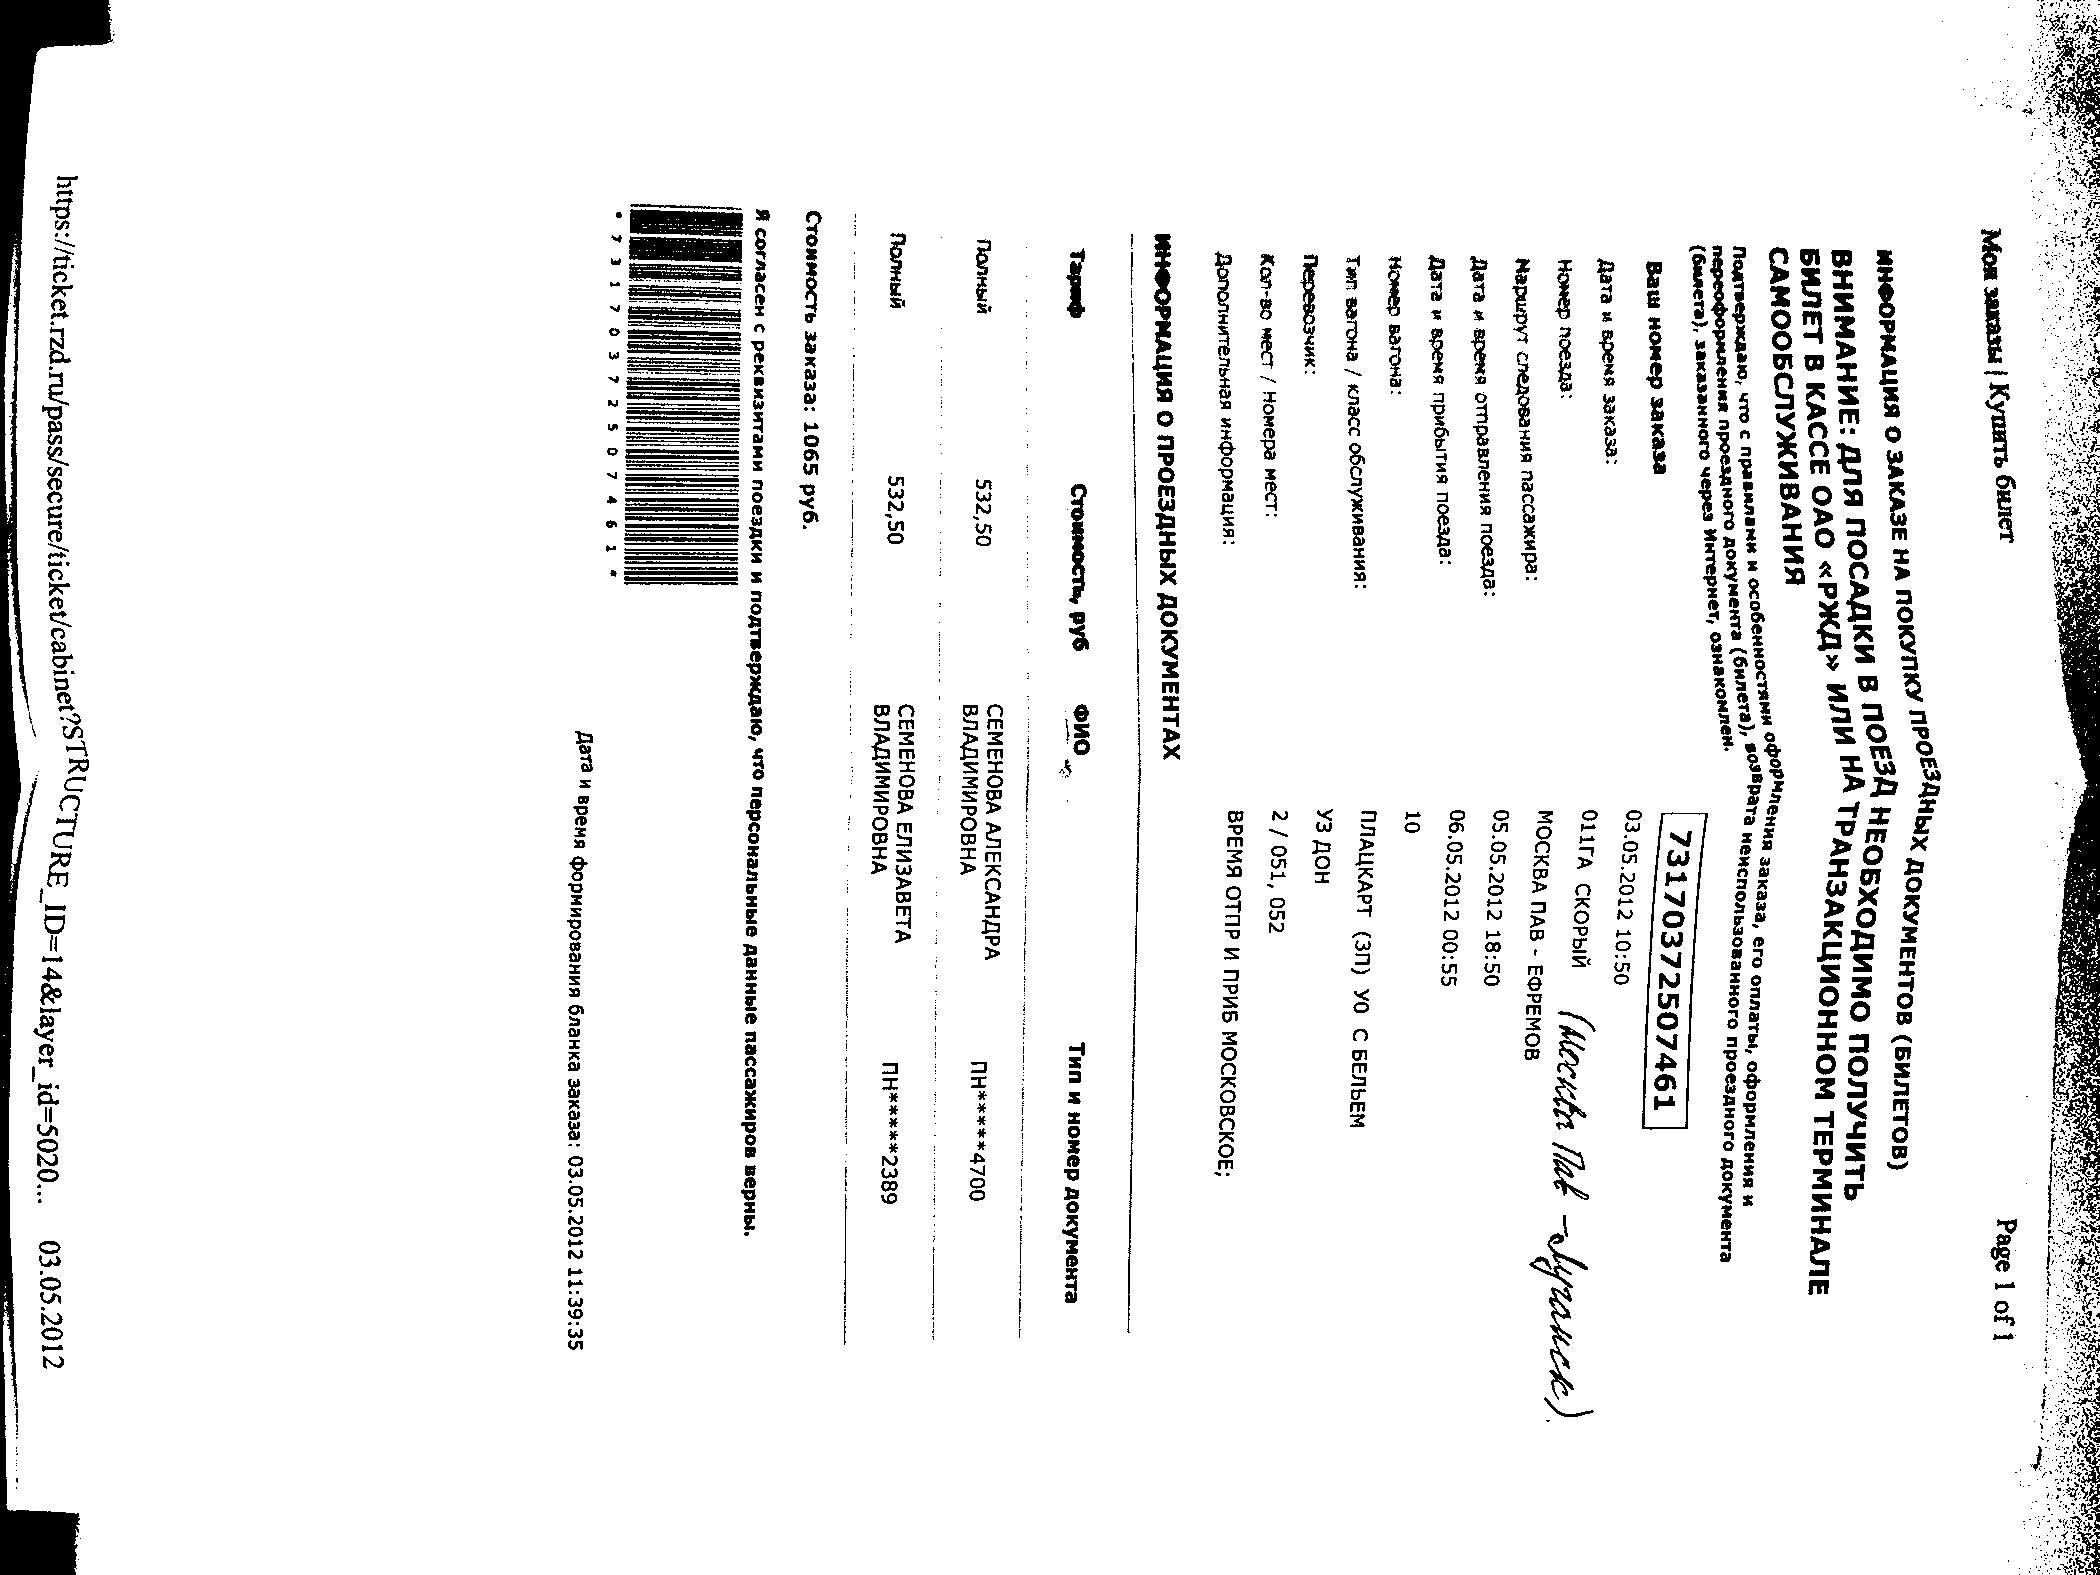 Мои заказы | Купить билет
Page 1 of 1
ИНФОРМАЦИЯ О ЗАКАЗЕ НА ПОКУПКУ ПРОЕЗДНЫХ ДОКУМЕНТОВ (БИЛЕТОВ)
ВНИМАНИЕ: ДЛЯ ПОСАДКИ В ПОЕЗД НЕОБХОДИМО ПОЛУЧИТЬ
БИЛЕТ В КАССЕ ОАО «РЖД» ИЛИ НА ТРАНЗАКЦИОННОМ ТЕРМИНАЛЕ
САМООБСЛУЖИВАНИЯ
Подтверждаю, что с правилами и особенностями оформления заказа, его оплаты, оформления и
переоформления проездного документа (билета), возврата неиспользованного проездного документа
(билета), заказанного через Интернет, ознакомлен.
Ваш номер заказа 73170372507461
Дата и время заказа: 03.05.2012 10:50
Номер поезда: 011ГА СКОРЫЙ (Москва Пав - Луганск)
Маршрут следования пассажира: МОСКВА ПАВ - ЕФРЕМОВ
Дата и время отправления поезда: 05.05.2012 18:50
Дата и время прибытия поезда: 06.05.2012 00:55
Номер вагона: 10
Тип вагона / класс обслуживания: ПЛАЦКАРТ (3П) У0 С БЕЛЬЕМ
Перевозчик: УЗ ДОН
Кол-во мест / Номера мест: 2 / 051, 052
Дополнительная информация: ВРЕМЯ ОТПР И ПРИБ МОСКОВСКОЕ;
ИНФОРМАЦИЯ О ПРОЕЗДНЫХ ДОКУМЕНТАХ
Тариф Стоимость, руб ФИО Тип и номер документа
Полный 532,50 СЕМЕНОВА АЛЕКСАНДРА ПН*****4700
ВЛАДИМИРОВНА
Полный 532,50 СЕМЕНОВА ЕЛИЗАВЕТА ПН*****2389
ВЛАДИМИРОВНА
Стоимость заказа: 1065 руб.
Я согласен с реквизитами поездки и подтверждаю, что персональные данные пассажиров верны.
* 7 3 1 7 0 3 7 2 5 0 7 4 6 1 *
Дата и время формирования бланка заказа: 03.05.2012 11:39:35
https://ticket.rzd.ru/pass/secure/ticket/cabinet?STRUCTURE_ID=14&layer_id=5020... 03.05.2012